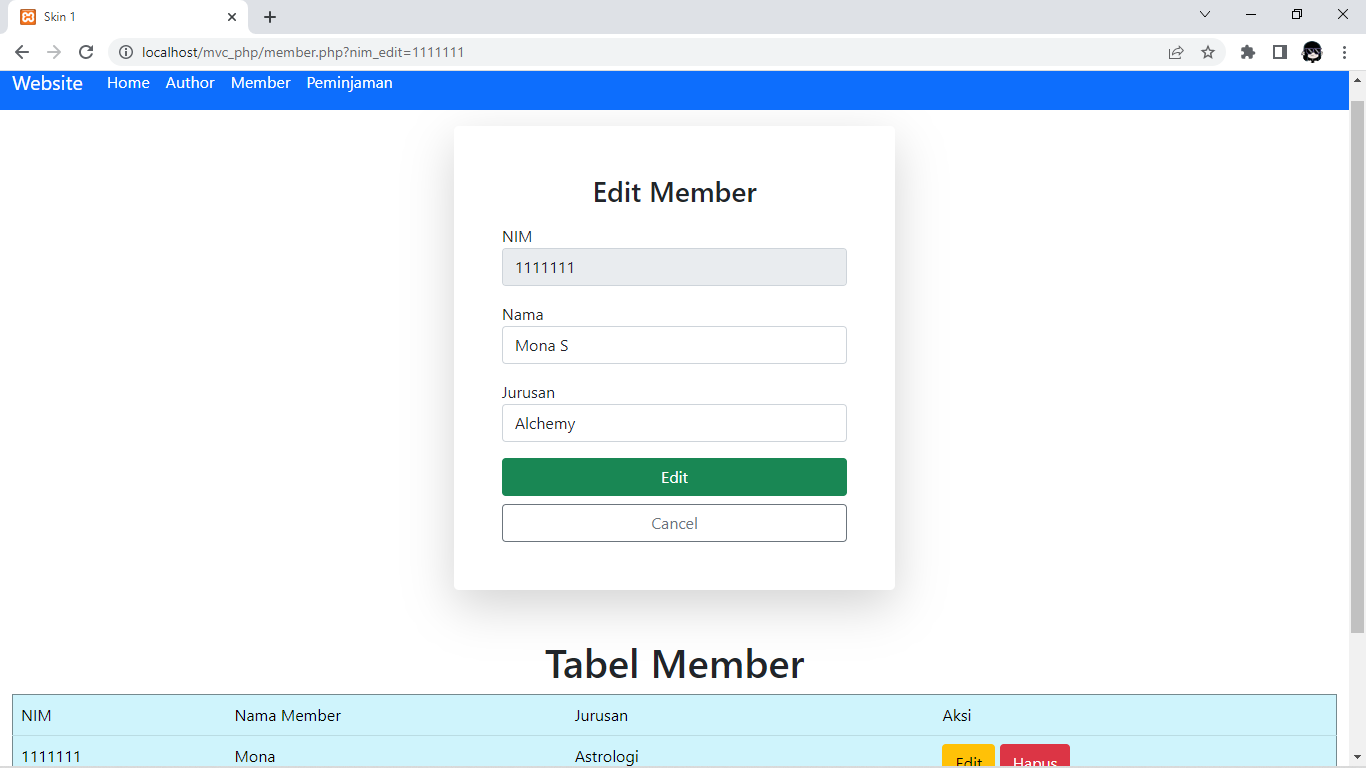 Skin 1
localhost/mvc_php/member.php?nim_edit=1111111
Website Home Author Member Peminjaman
Edit Member
NIM
1111111
Nama
Mona S
Jurusan
Alchemy
Edit
Cancel
Tabel Member
NIM Nama Member Jurusan Aksi
1111111 Mona Astrologi Edit Hapus